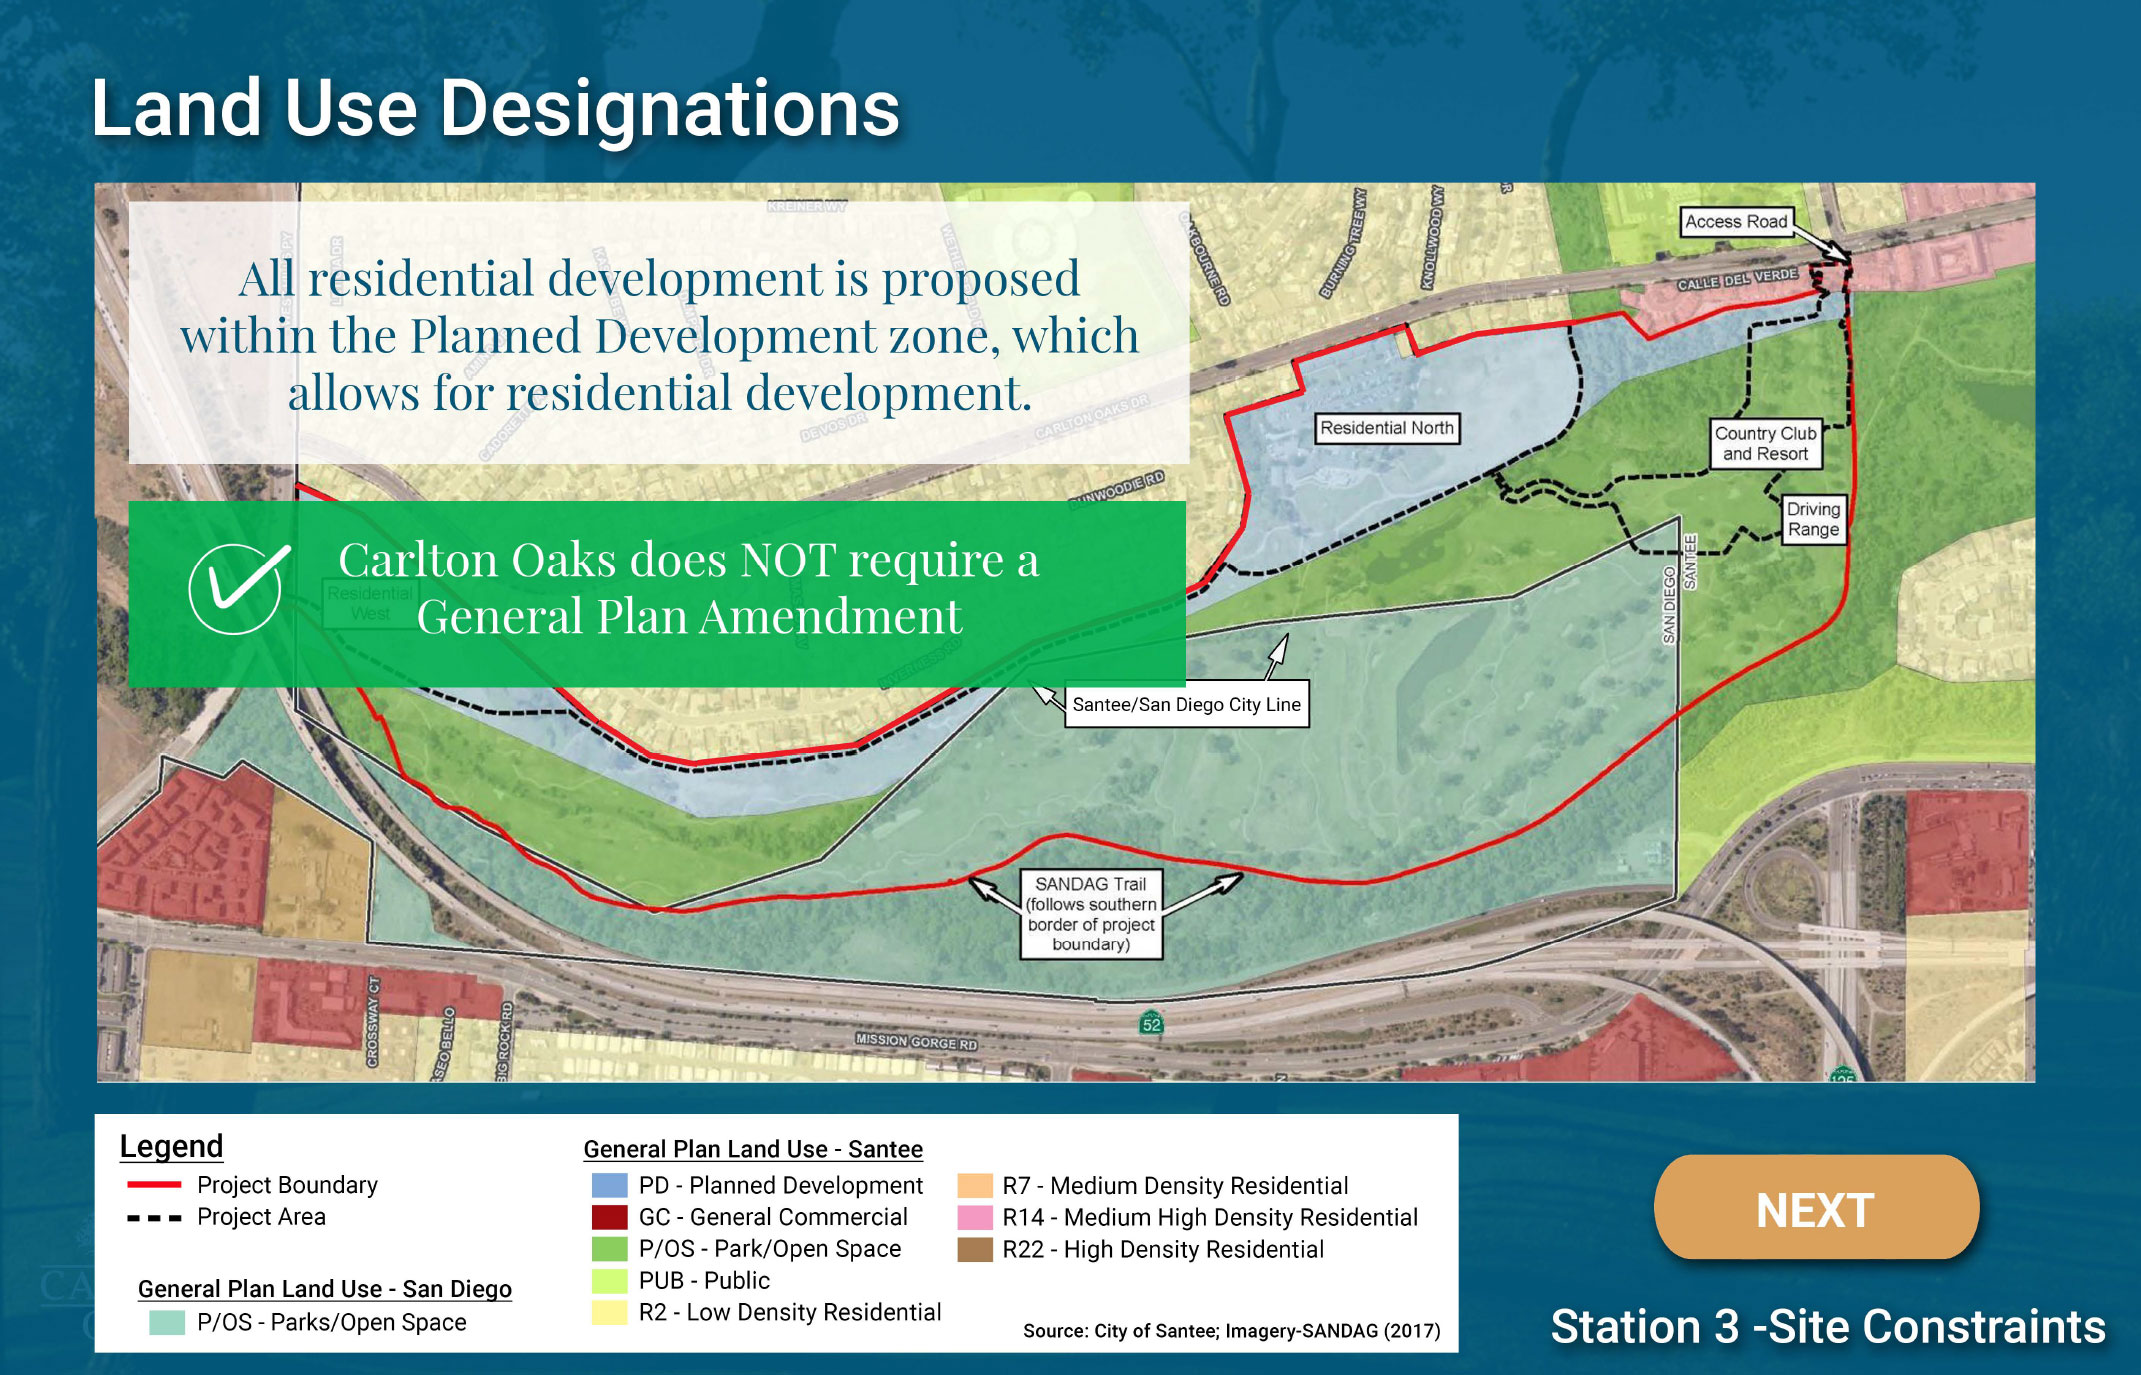 Land Use Designations
KREINER WY
BURNING TREE WY
KNOLLWOOD WY
Access Road
CALLE DEL VERDE
All residential development is proposed
within the Planned Development zone, which
allows for residential development.
DE VOS DR
CARLTON OAKS DR
Residential North
Country Club
and Resort
DUNWOODIE RD
Driving
Range
Carlton Oaks does NOT require a
General Plan Amendment
Residential
West
SAN DIEGO
SANTEE
INVERNESS RD
Santee/San Diego City Line
SANDAG Trail
(follows southern
border of project
boundary)
CROSSWAY CT
BIG ROCK RD
MISSION GORGE RD
52
125
Legend
Project Boundary
Project Area
General Plan Land Use - San Diego
P/OS - Parks/Open Space
General Plan Land Use - Santee
PD - Planned Development
GC - General Commercial
P/OS - Park/Open Space
PUB - Public
R2 - Low Density Residential
R7 - Medium Density Residential
R14 - Medium High Density Residential
R22 - High Density Residential
Source: City of Santee; Imagery-SANDAG (2017)
NEXT
Station 3 -Site Constraints